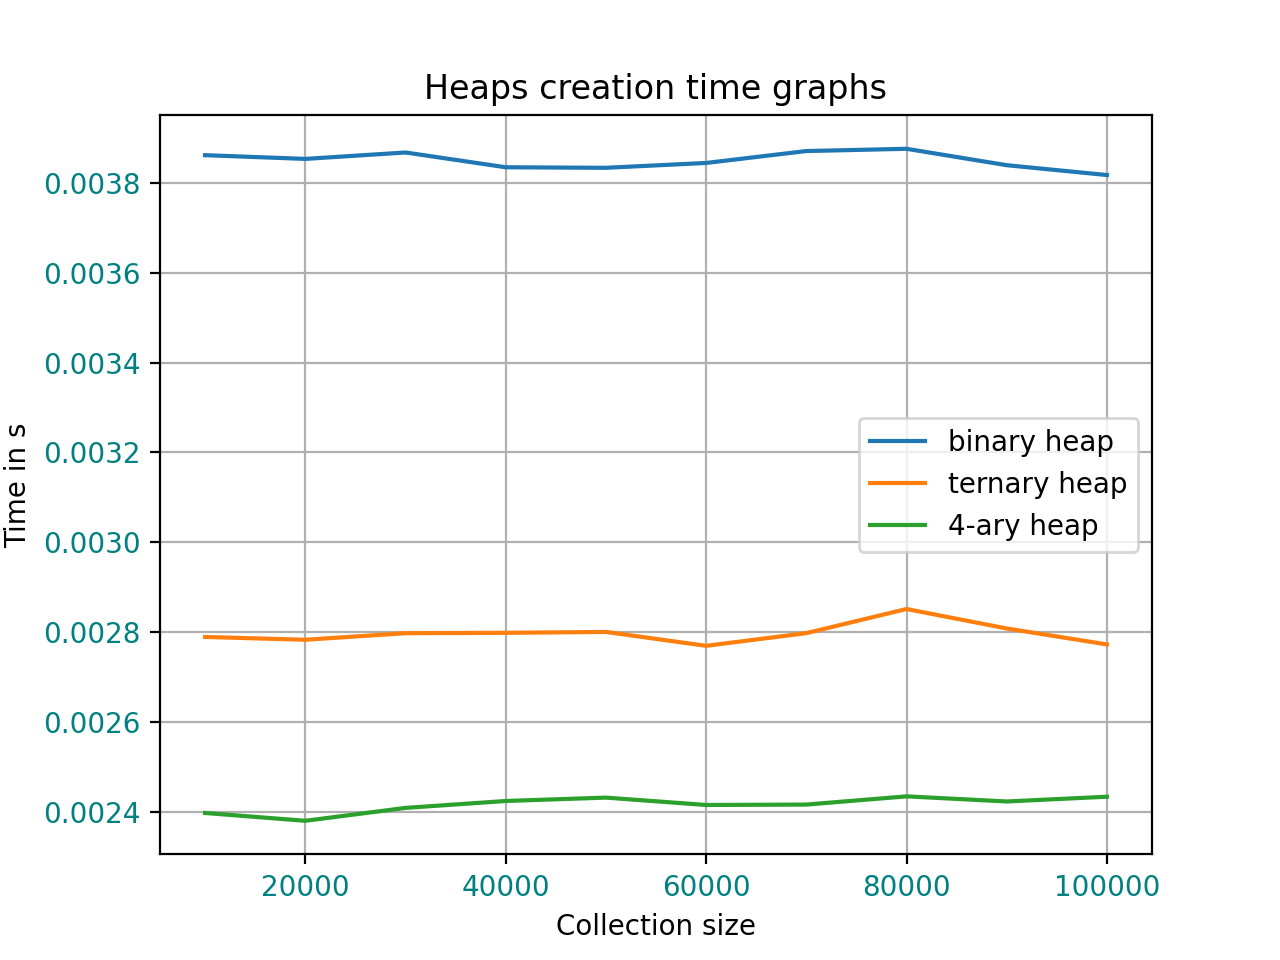 Heaps creation time graphs
0.0038
0.0036
0.0034
0.0032
0.0030
0.0028
0.0026
0.0024
Time in s
binary heap
ternary heap
4-ary heap
20000 40000 60000 80000 100000
Collection size